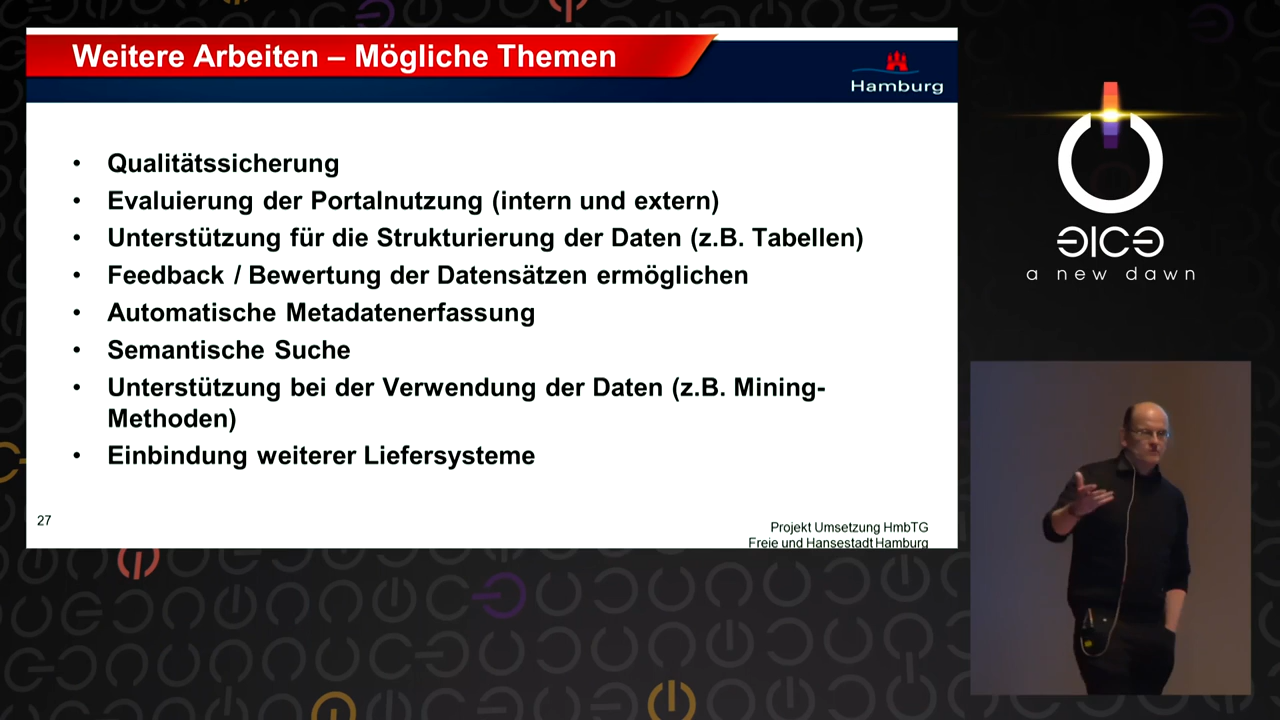 Weitere Arbeiten – Mögliche Themen
Hamburg
• Qualitätssicherung
• Evaluierung der Portalnutzung (intern und extern)
• Unterstützung für die Strukturierung der Daten (z.B. Tabellen)
• Feedback / Bewertung der Datensätzen ermöglichen
• Automatische Metadatenerfassung
• Semantische Suche
• Unterstützung bei der Verwendung der Daten (z.B. Mining-
Methoden)
• Einbindung weiterer Liefersysteme
27
Projekt Umsetzung HmbTG
Freie und Hansestadt Hamburg
a new dawn